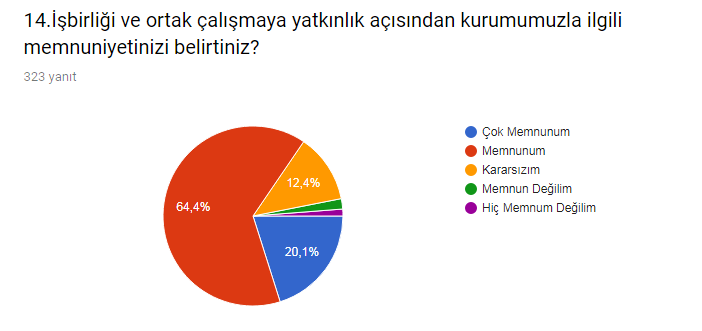 14.İşbirliği ve ortak çalışmaya yatkınlık açısından kurumumuzla ilgili
memnuniyetinizi belirtiniz?
323 yanıt
Çok Memnunum
Memnunum
Kararsızım
Memnun Değilim
Hiç Memnum Değilim
12,4%
64,4%
20,1%